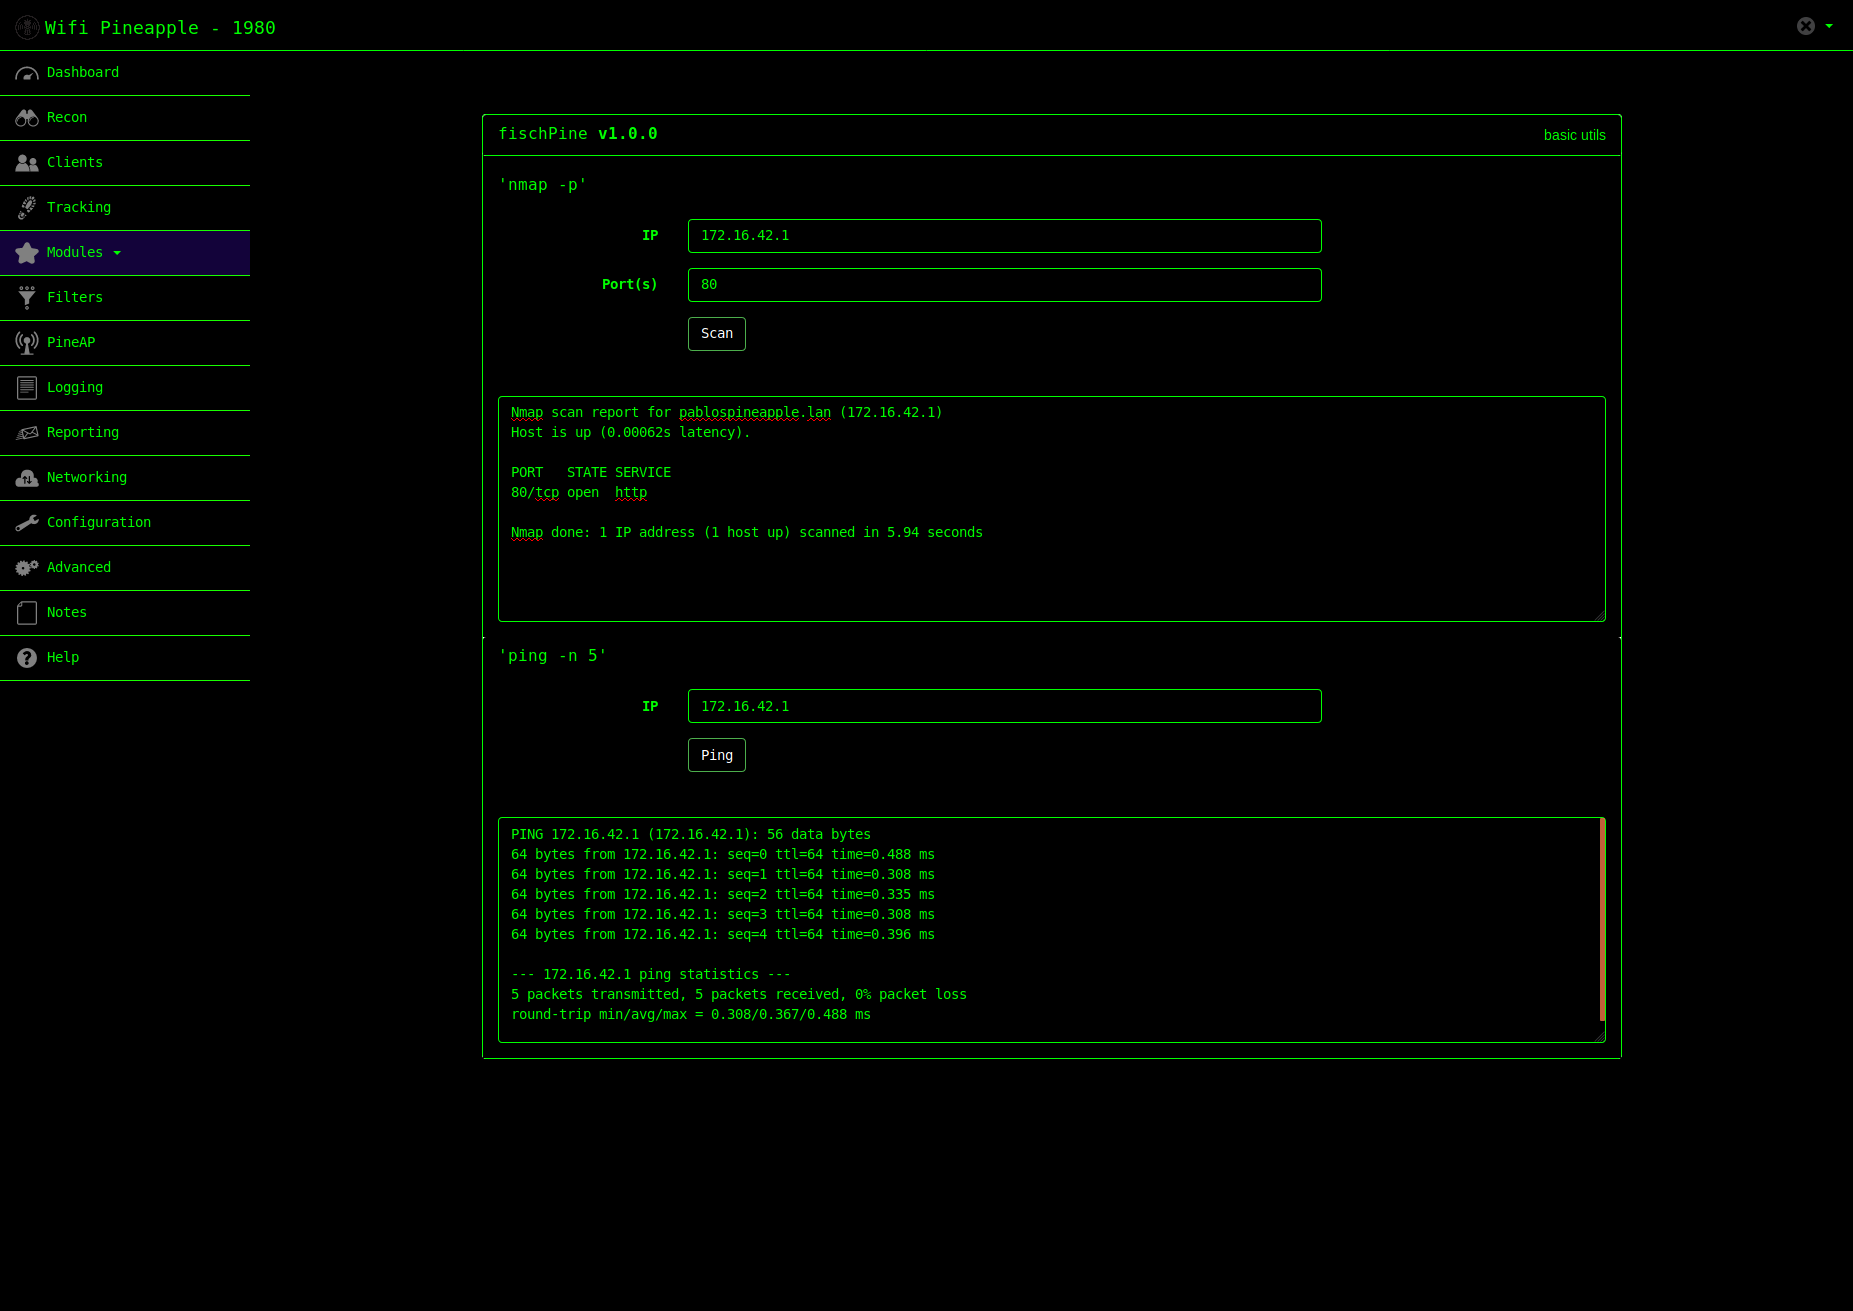 Wifi Pineapple - 1980
Dashboard
Recon
Clients
Tracking
Modules
Filters
PineAP
Logging
Reporting
Networking
Configuration
Advanced
Notes
Help
fischPine v1.0.0
basic utils
'nmap -p'
IP
172.16.42.1
Port(s)
80
Scan
Nmap scan report for pablospineapple.lan (172.16.42.1)
Host is up (0.00062s latency).
PORT   STATE SERVICE
80/tcp open  http
Nmap done: 1 IP address (1 host up) scanned in 5.94 seconds
'ping -n 5'
IP
172.16.42.1
Ping
PING 172.16.42.1 (172.16.42.1): 56 data bytes
64 bytes from 172.16.42.1: seq=0 ttl=64 time=0.488 ms
64 bytes from 172.16.42.1: seq=1 ttl=64 time=0.308 ms
64 bytes from 172.16.42.1: seq=2 ttl=64 time=0.335 ms
64 bytes from 172.16.42.1: seq=3 ttl=64 time=0.308 ms
64 bytes from 172.16.42.1: seq=4 ttl=64 time=0.396 ms
--- 172.16.42.1 ping statistics ---
5 packets transmitted, 5 packets received, 0% packet loss
round-trip min/avg/max = 0.308/0.367/0.488 ms